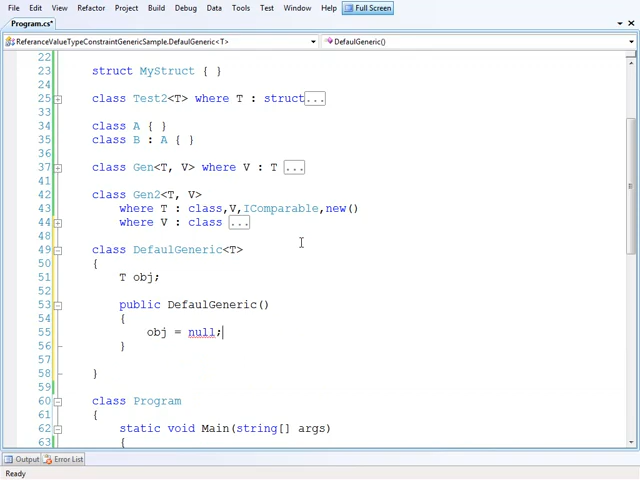 File Edit View Refactor Project Build Debug Data Tools Test Window Help Full Screen
Program.cs*
ReferanceValueTypeConstraintGenericSample.DefaulGeneric<T> DefaulGeneric()
22
23 struct MyStruct { }
24
25 class Test2<T> where T : struct...
33
34 class A { }
35 class B : A { }
36
37 class Gen<T, V> where V : T ...
41
42 class Gen2<T, V>
43 where T : class,V,IComparable,new()
44 where V : class ...
48
49 class DefaulGeneric<T>
50 {
51 T obj;
52
53 public DefaulGeneric()
54 {
55 obj = null;
56 }
57
58 }
59
60 class Program
61 {
62 static void Main(string[] args)
63 {
Output Error List
Ready